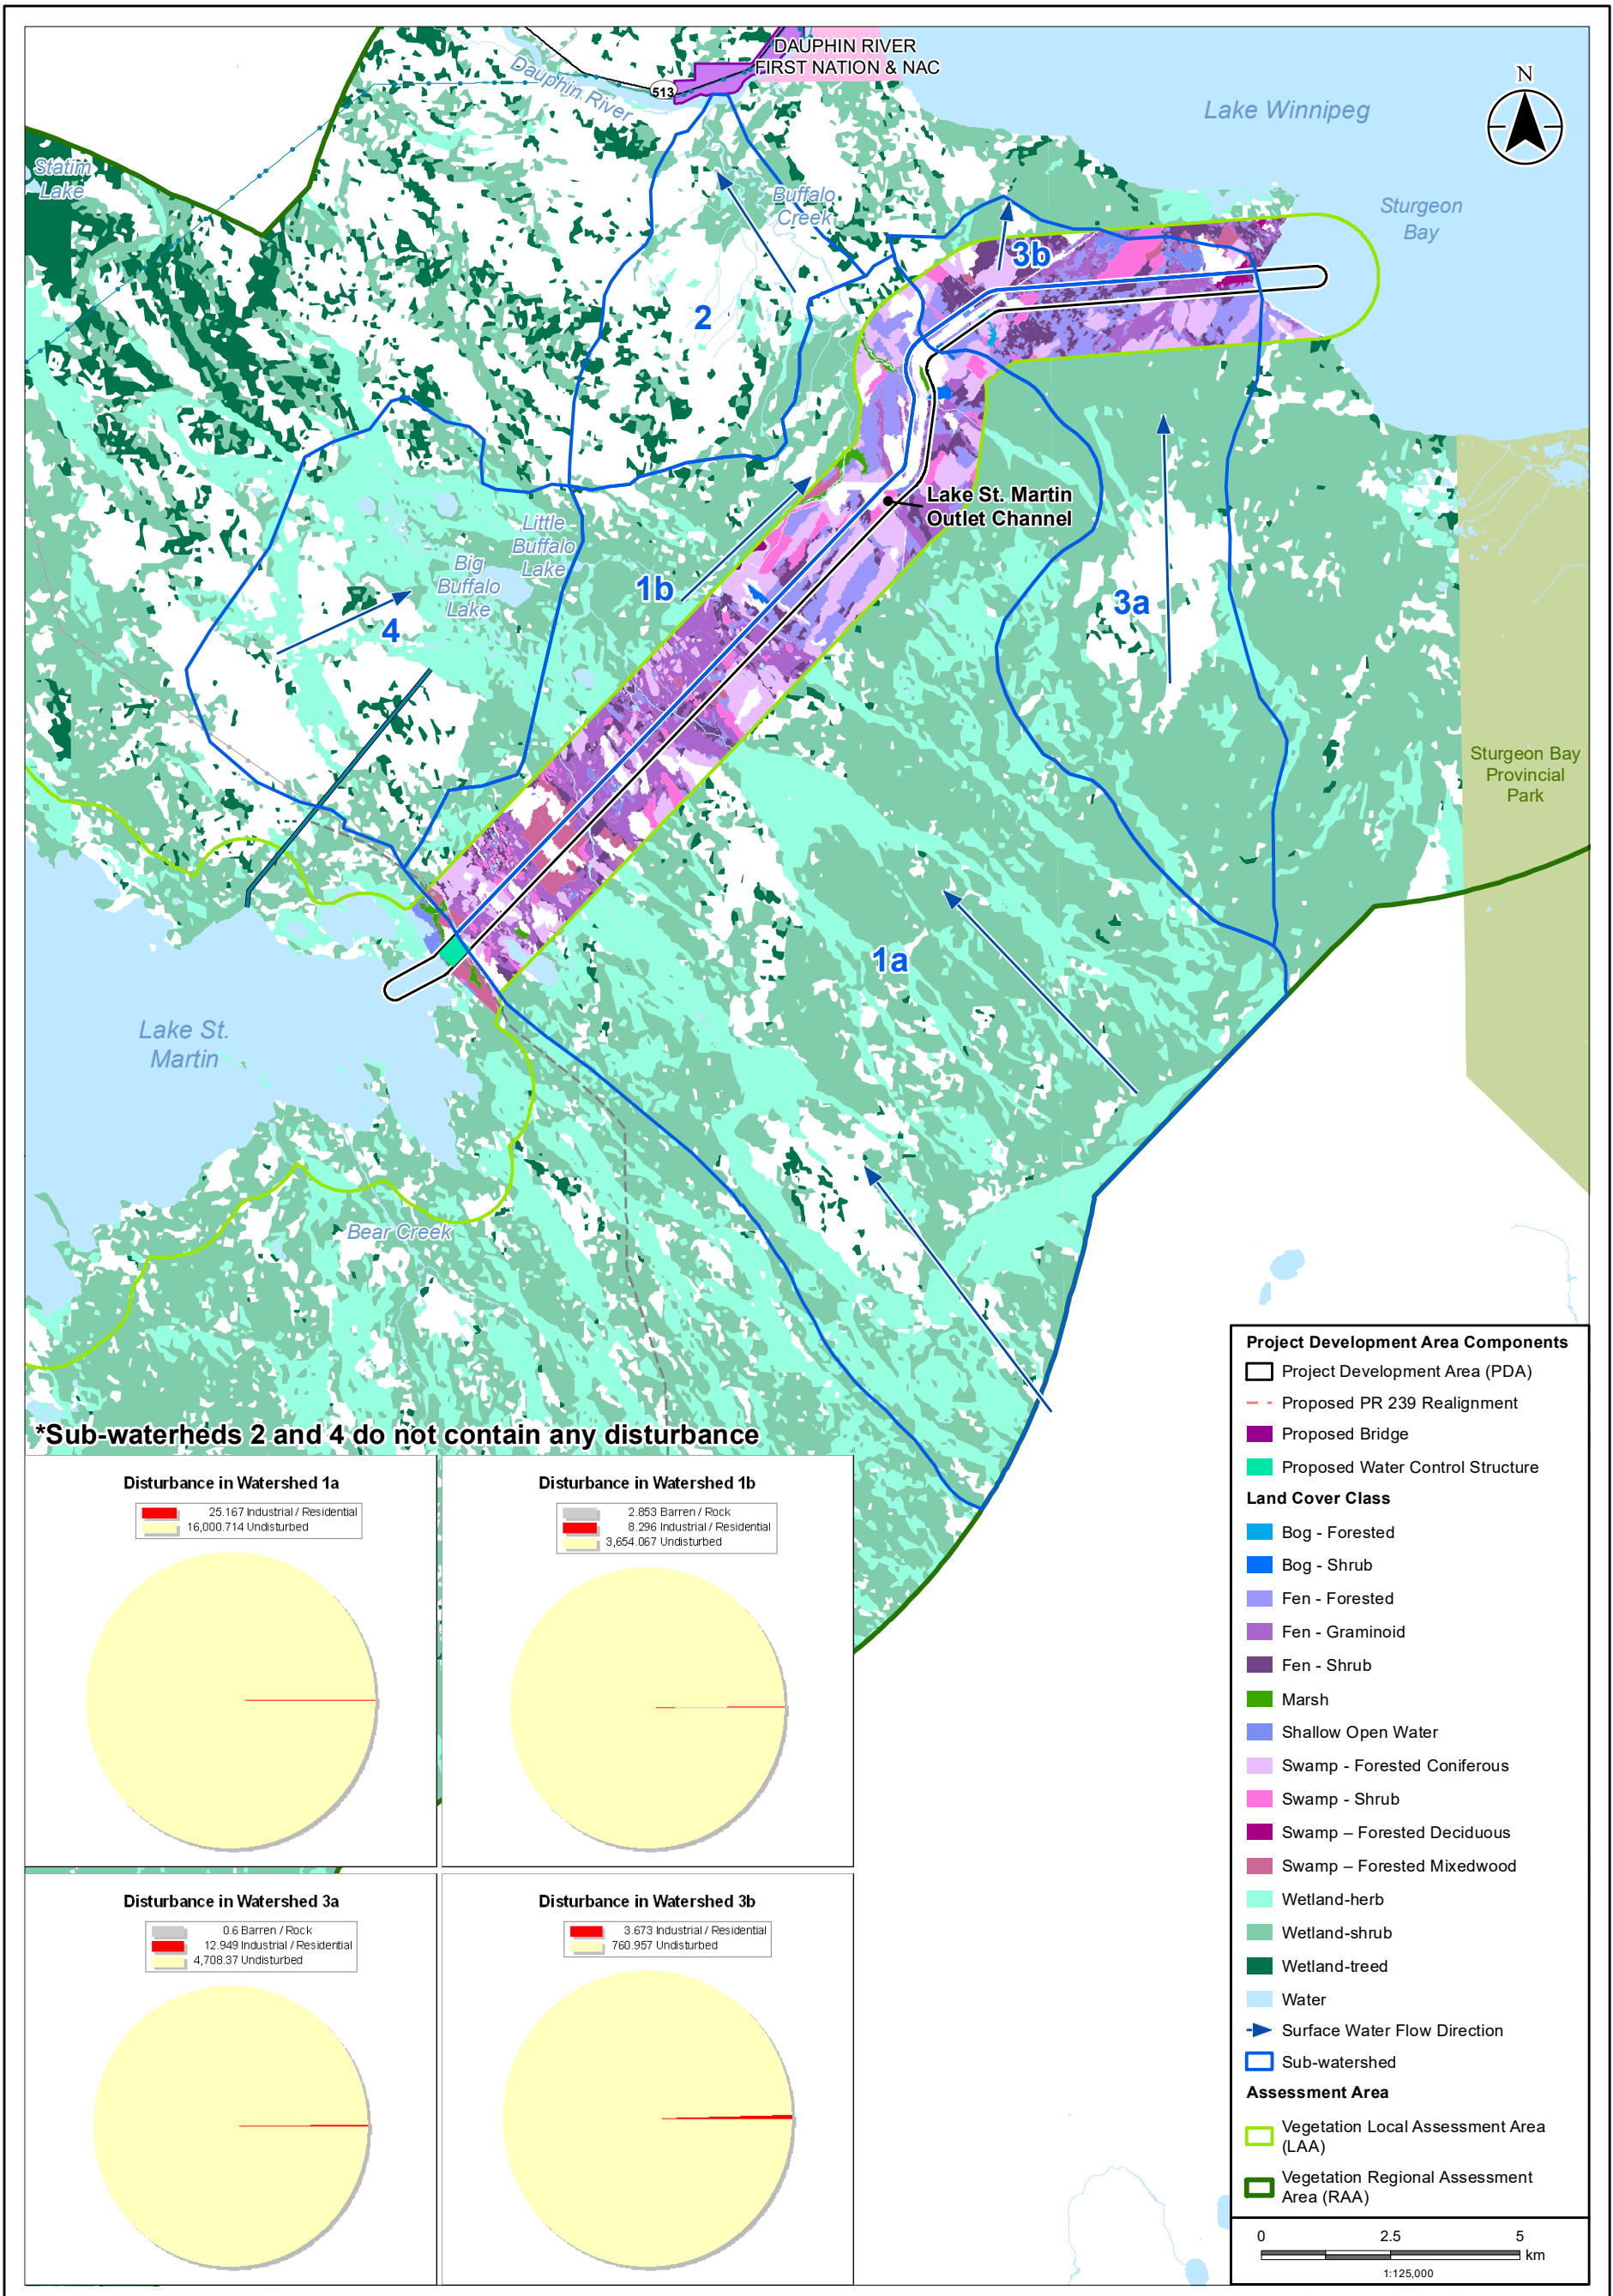 DAUPHIN RIVER
FIRST NATION & NAC
Dauphin River
513
Lake Winnipeg
N
Statim
Lake
Buffalo
Creek
Sturgeon
Bay
3b
2
Lake St. Martin
Outlet Channel
Little
Buffalo
Lake
Big
Buffalo
Lake
1b
3a
4
Sturgeon Bay
Provincial
Park
1a
Lake St.
Martin
Bear Creek
*Sub-waterheds 2 and 4 do not contain any disturbance
Disturbance in Watershed 1a
25.167 Industrial / Residential
16,000.714 Undisturbed
Disturbance in Watershed 1b
2.853 Barren / Rock
8.296 Industrial / Residential
3,654.067 Undisturbed
Disturbance in Watershed 3a
0.6 Barren / Rock
12.949 Industrial / Residential
4,708.37 Undisturbed
Disturbance in Watershed 3b
3.673 Industrial / Residential
760.957 Undisturbed
Project Development Area Components
Project Development Area (PDA)
Proposed PR 239 Realignment
Proposed Bridge
Proposed Water Control Structure
Land Cover Class
Bog - Forested
Bog - Shrub
Fen - Forested
Fen - Graminoid
Fen - Shrub
Marsh
Shallow Open Water
Swamp - Forested Coniferous
Swamp - Shrub
Swamp – Forested Deciduous
Swamp – Forested Mixedwood
Wetland-herb
Wetland-shrub
Wetland-treed
Water
Surface Water Flow Direction
Sub-watershed
Assessment Area
Vegetation Local Assessment Area
(LAA)
Vegetation Regional Assessment
Area (RAA)
0 2.5 5
km
1:125,000